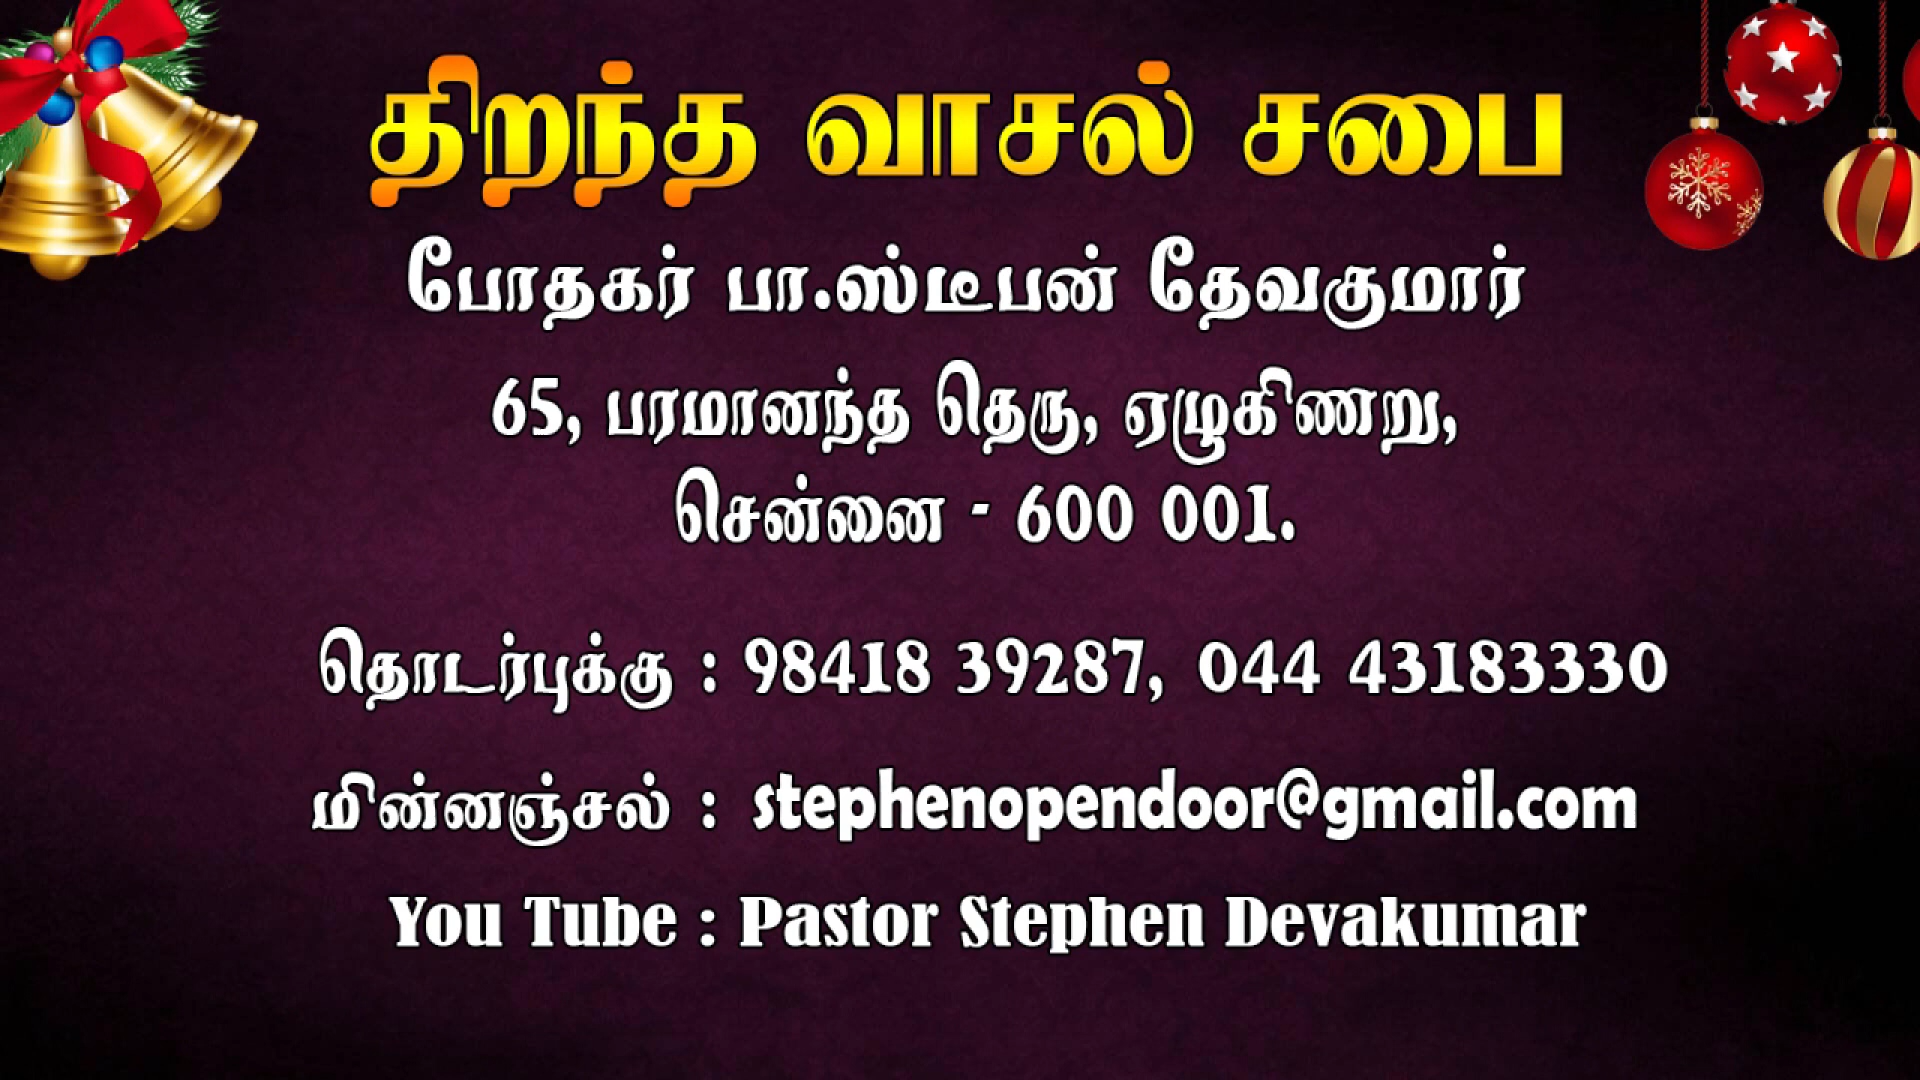 திறந்த வாசல் சபை
போதகர் பா.ஸ்டீபன் தேவகுமார்
65, பரமானந்த தெரு, ஏழுகிணறு,
சென்னை - 600 001.
தொடர்புக்கு : 98418 39287, 044 43183330
மின்னஞ்சல் : stephenopendoor@gmail.com
You Tube : Pastor Stephen Devakumar